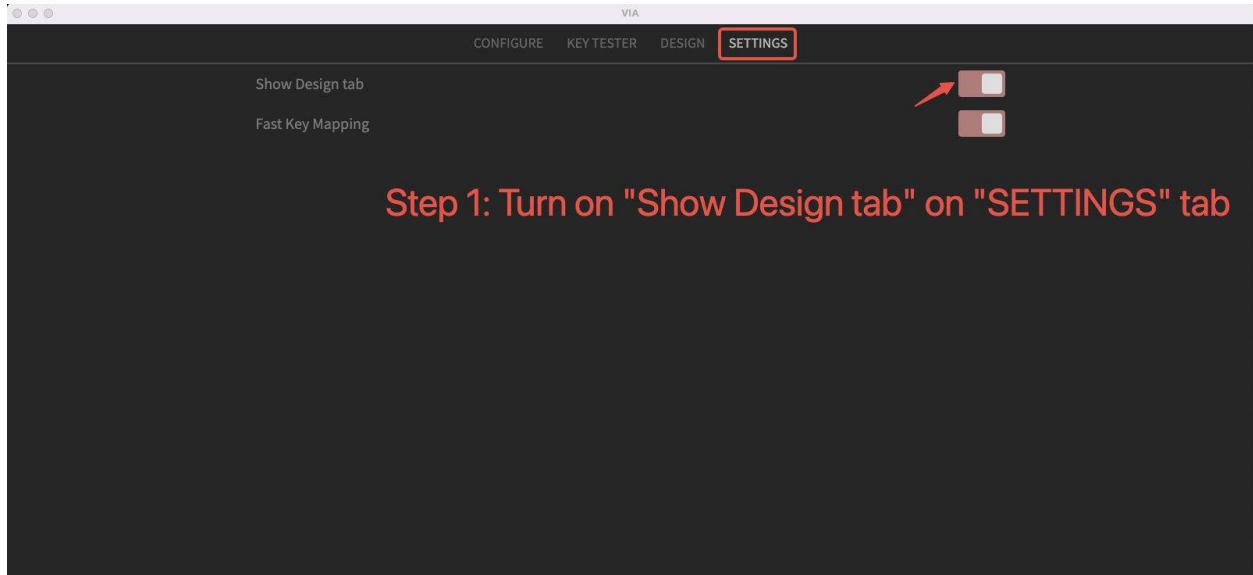 VIA
CONFIGURE KEY TESTER DESIGN SETTINGS
Show Design tab
Fast Key Mapping
Step 1: Turn on "Show Design tab" on "SETTINGS" tab